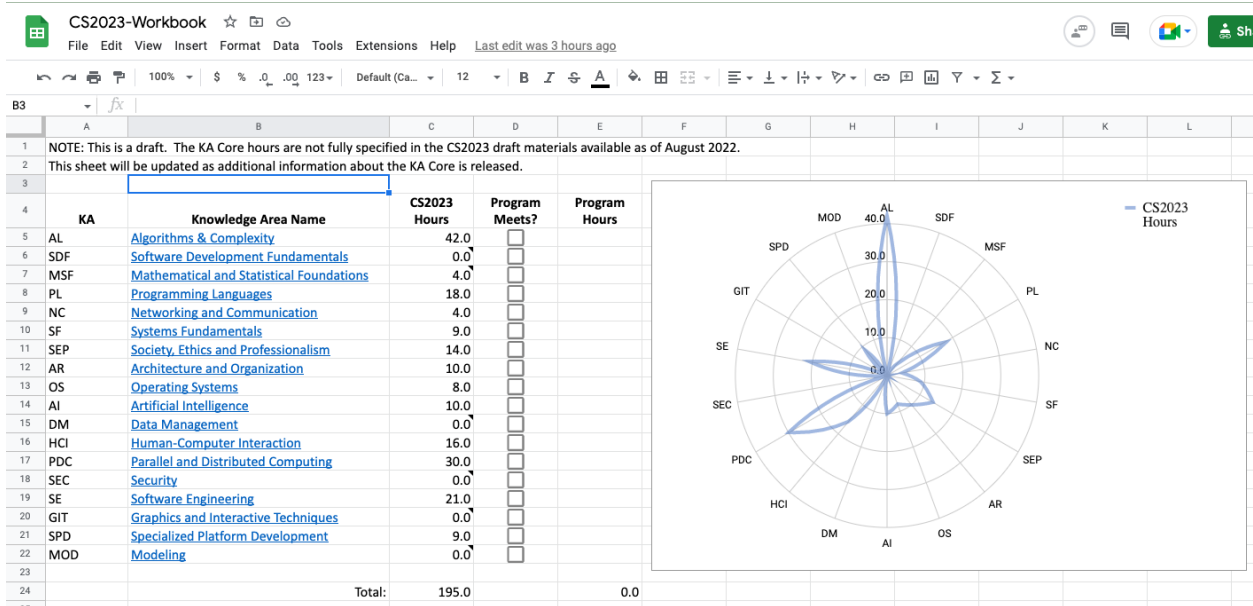 CS2023-Workbook
File Edit View Insert Format Data Tools Extensions Help Last edit was 3 hours ago
100% $ % .0 .00 123 Default (Ca... 12 B I S A
B3 fx
A B C D E F G H I J K L
1 NOTE: This is a draft. The KA Core hours are not fully specified in the CS2023 draft materials available as of August 2022.
2 This sheet will be updated as additional information about the KA Core is released.
3
4 KA Knowledge Area Name CS2023 Hours Program Meets? Program Hours
5 AL Algorithms & Complexity 42.0
6 SDF Software Development Fundamentals 0.0
7 MSF Mathematical and Statistical Foundations 4.0
8 PL Programming Languages 18.0
9 NC Networking and Communication 4.0
10 SF Systems Fundamentals 9.0
11 SEP Society, Ethics and Professionalism 14.0
12 AR Architecture and Organization 10.0
13 OS Operating Systems 8.0
14 AI Artificial Intelligence 10.0
15 DM Data Management 0.0
16 HCI Human-Computer Interaction 16.0
17 PDC Parallel and Distributed Computing 30.0
18 SEC Security 0.0
19 SE Software Engineering 21.0
20 GIT Graphics and Interactive Techniques 0.0
21 SPD Specialized Platform Development 9.0
22 MOD Modeling 0.0
23
24 Total: 195.0 0.0
CS2023
Hours
AL
SDF
MSF
PL
NC
SF
SEP
AR
OS
AI
DM
HCI
PDC
SEC
SE
GIT
SPD
MOD
40.0
30.0
20.0
10.0
0.0